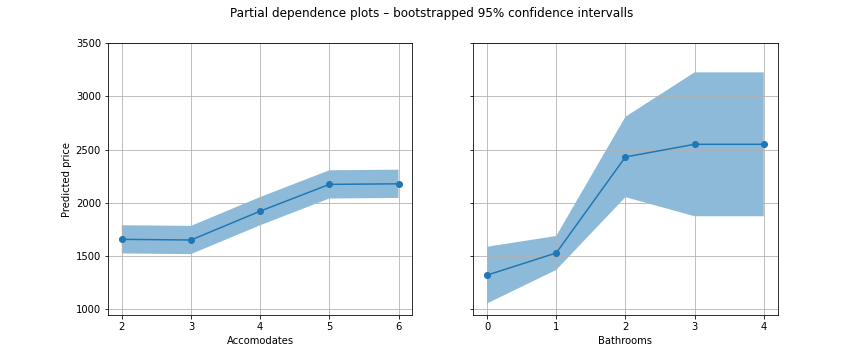 Partial dependence plots – bootstrapped 95% confidence intervalls
3500
3000
2500
2000
1500
1000
Predicted price
2 3 4 5 6
Accomodates
0 1 2 3 4
Bathrooms